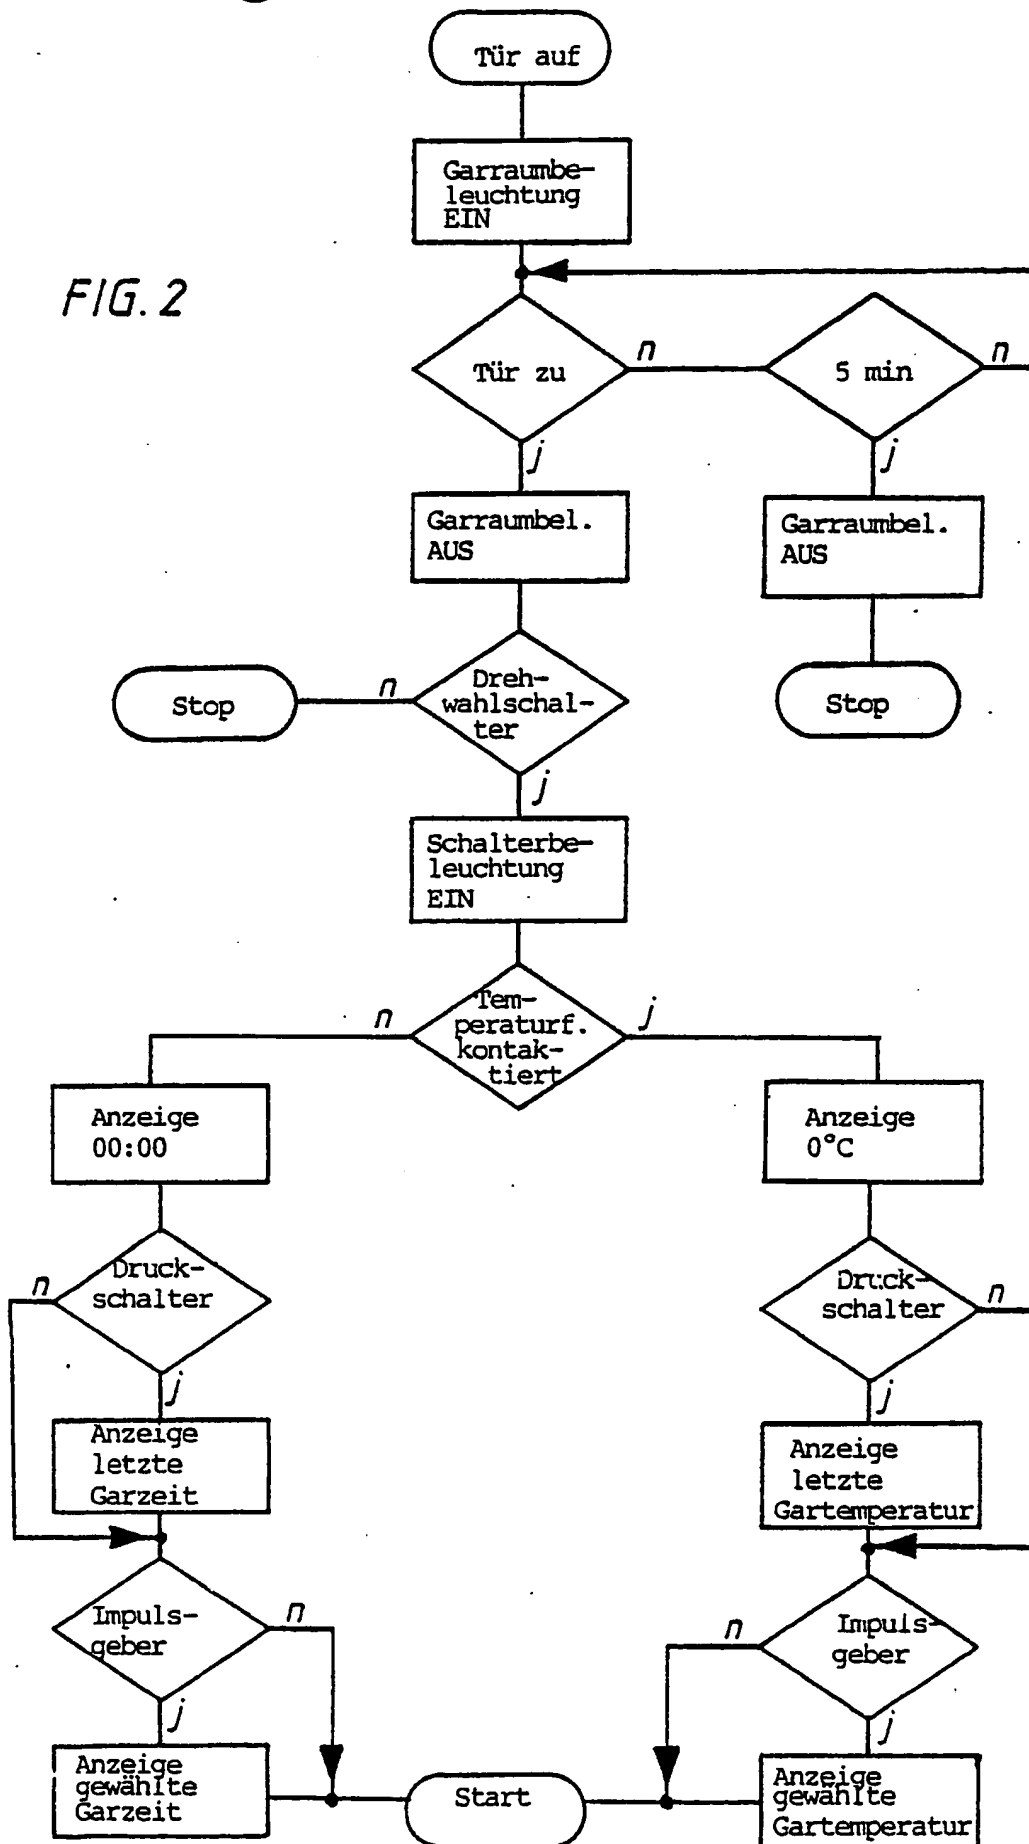 Tür auf
Garraumbe-
leuchtung
EIN
FIG. 2
Tür zu
n
5 min
n
j
j
Garraumbel.
AUS
Garraumbel.
AUS
Stop
n
Dreh-
wahlschal-
ter
Stop
j
Schalterbe-
leuchtung
EIN
n
Tem-
peraturf.
kontak-
tiert
j
Anzeige
00:00
Anzeige
0°C
n
Druck-
schalter
Druck-
schalter
n
j
j
Anzeige
letzte
Garzeit
Anzeige
letzte
Gartemperatur
Impuls-
geber
n
n
Impuls-
geber
j
j
Anzeige
gewählte
Garzeit
Start
Anzeige
gewählte
Gartemperatur